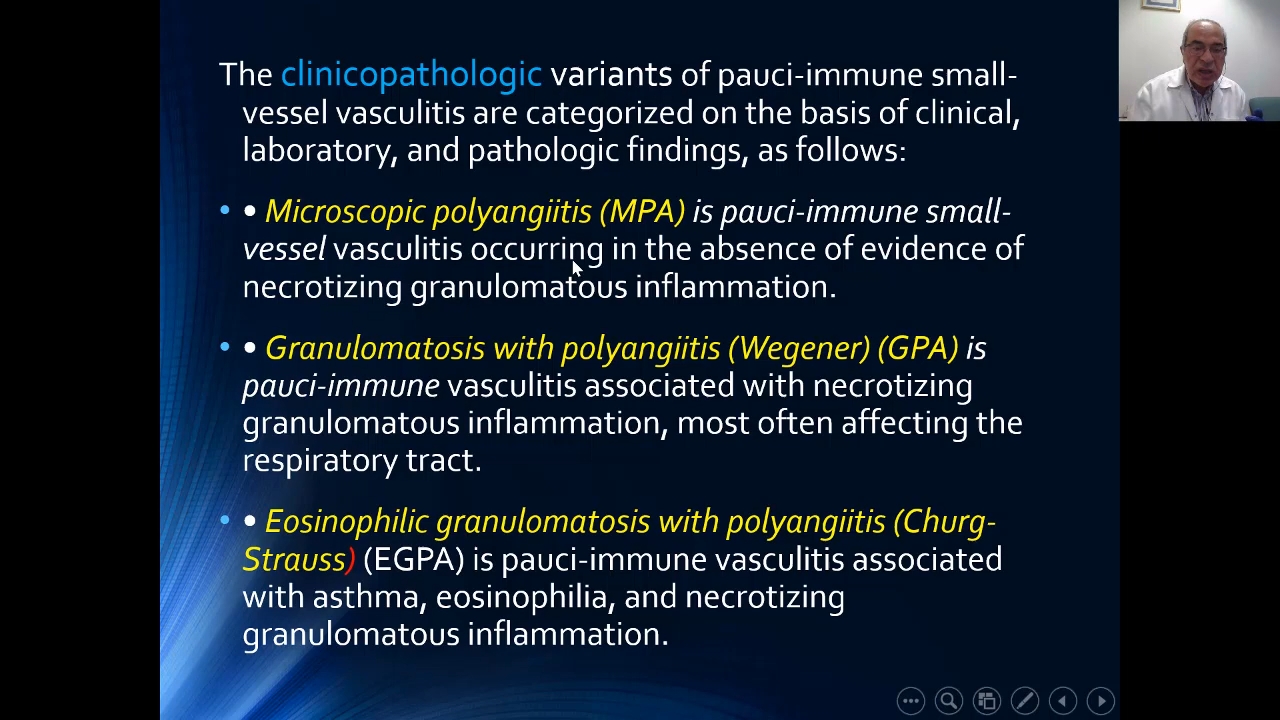 The clinicopathologic variants of pauci-immune small-
vessel vasculitis are categorized on the basis of clinical,
laboratory, and pathologic findings, as follows:
• • Microscopic polyangiitis (MPA) is pauci-immune small-
vessel vasculitis occurring in the absence of evidence of
necrotizing granulomatous inflammation.
• • Granulomatosis with polyangiitis (Wegener) (GPA) is
pauci-immune vasculitis associated with necrotizing
granulomatous inflammation, most often affecting the
respiratory tract.
• • Eosinophilic granulomatosis with polyangiitis (Churg-
Strauss) (EGPA) is pauci-immune vasculitis associated
with asthma, eosinophilia, and necrotizing
granulomatous inflammation.